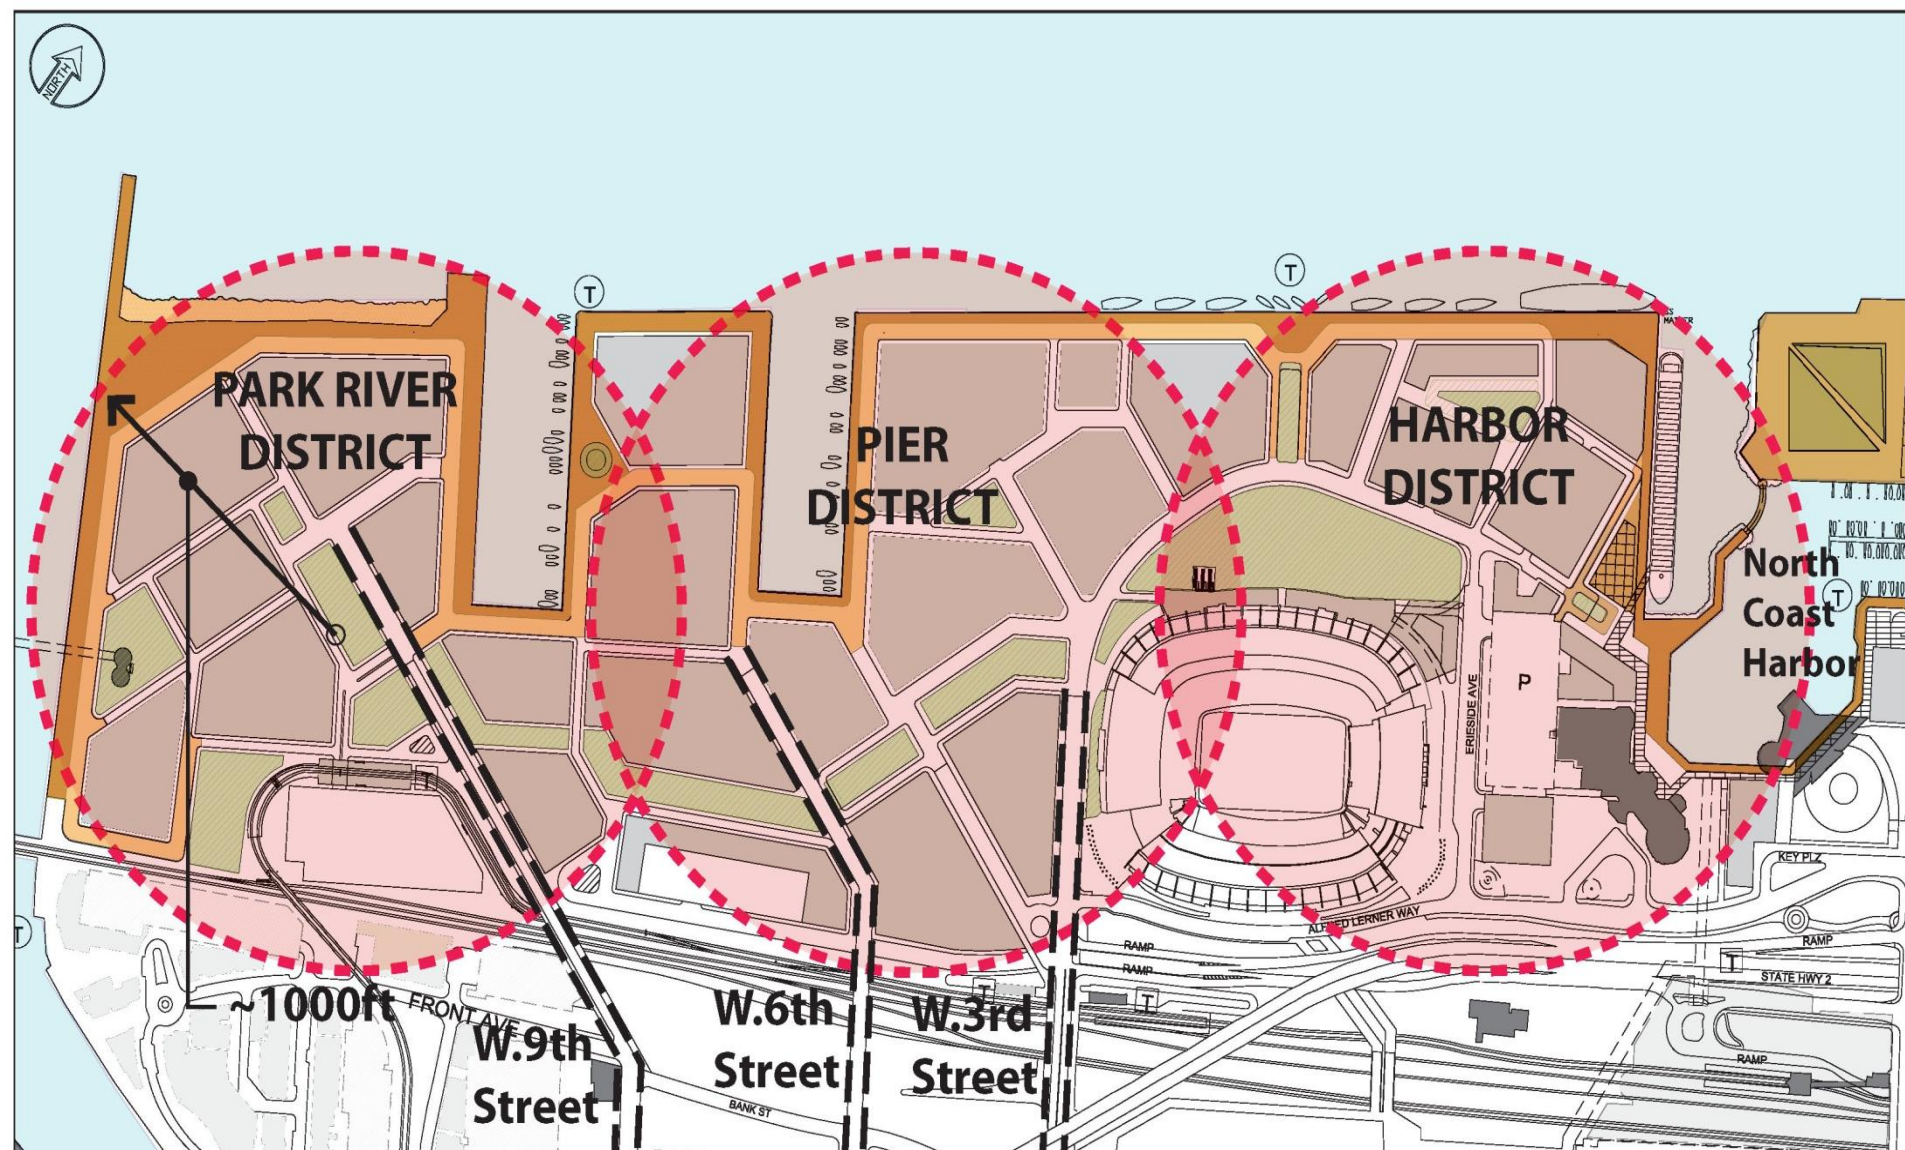 NORTH
T
T
MATHER
PARK RIVER
DISTRICT
PIER
DISTRICT
HARBOR
DISTRICT
North
Coast
Harbor
T
P
ERIESIDE AVE
T
KEY PLZ
ALFRED LERNER WAY
T
RAMP
RAMP
RAMP
T
STATE HWY 2
T
T
~1000ft
FRONT AVE
W.9th
Street
W.6th
Street
W.3rd
Street
RAMP
BANK ST